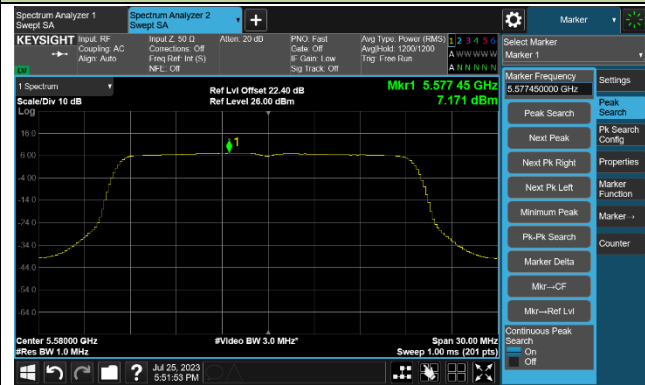 Spectrum Analyzer 1
Swept SA
Spectrum Analyzer 2
Swept SA
Marker
KEYSIGHT
Input: RF
Coupling: AC
Align: Auto
Input Z: 50 Ω
Corrections: Off
Freq Ref: Int (S)
NFE: Off
Atten: 20 dB
PNO: Fast
Gate: Off
IF Gain: Low
Sig Track: Off
Avg Type: Power (RMS)
Avg|Hold: 1200/1200
Trig: Free Run
1 2 3 4 5 6
A W W W W W
A N N N N N
LXI
Select Marker
Marker 1
1 Spectrum
Scale/Div 10 dB
Log
Ref Lvl Offset 22.40 dB
Ref Level 26.00 dBm
Mkr1 5.577 45 GHz
7.171 dBm
16.0
6.00
-4.00
-14.0
-24.0
-34.0
-44.0
-54.0
-64.0
1
Center 5.58000 GHz
#Res BW 1.0 MHz
#Video BW 3.0 MHz*
Span 30.00 MHz
Sweep 1.00 ms (201 pts)
Marker Frequency
5.577450000 GHz
Peak Search
Next Peak
Next Pk Right
Next Pk Left
Minimum Peak
Pk-Pk Search
Marker Delta
Mkr→CF
Mkr→Ref Lvl
Continuous Peak
Search
On
Off
Settings
Peak
Search
Pk Search
Config
Properties
Marker
Function
Marker→
Counter
Jul 25, 2023
5:51:53 PM